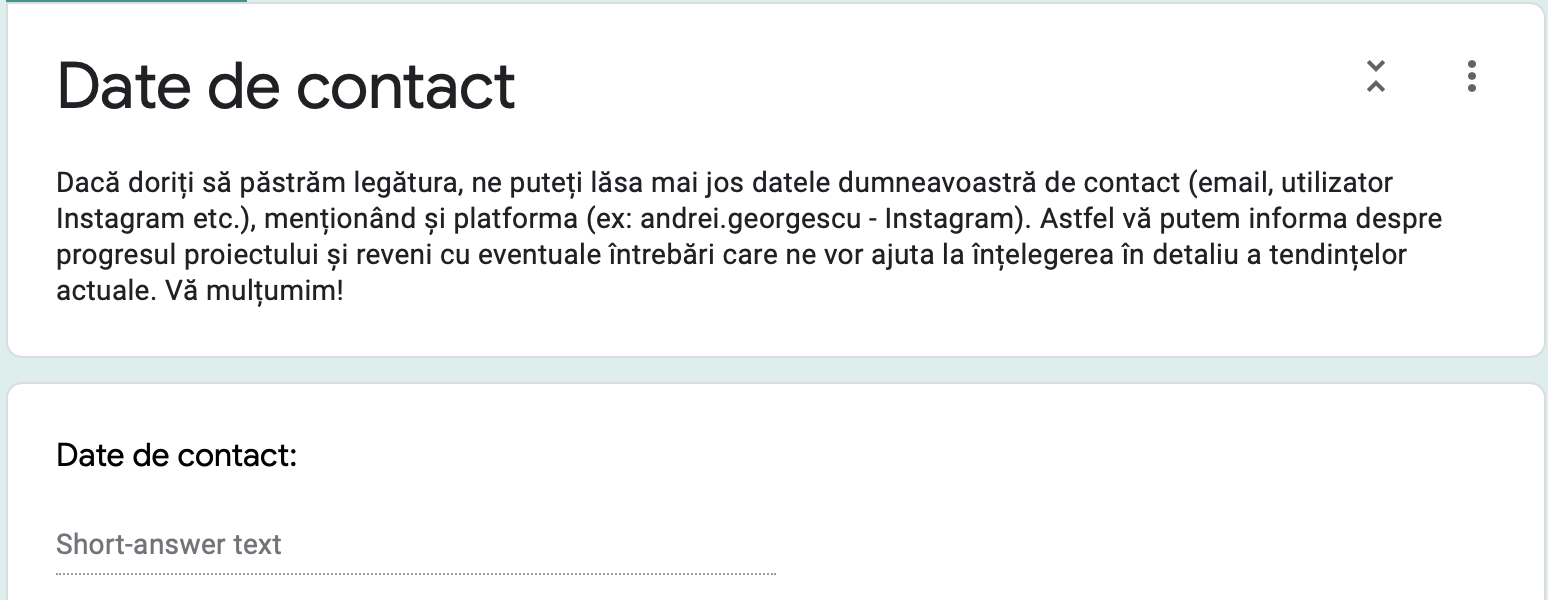 Date de contact
Dacă doriți să păstrăm legătura, ne puteți lăsa mai jos datele dumneavoastră de contact (email, utilizator
Instagram etc.), menționând și platforma (ex: andrei.georgescu - Instagram). Astfel vă putem informa despre
progresul proiectului și reveni cu eventuale întrebări care ne vor ajuta la înțelegerea în detaliu a tendințelor
actuale. Vă mulțumim!
Date de contact:
Short-answer text